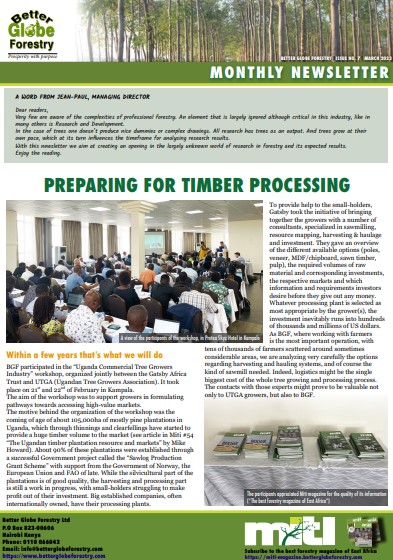 Better
Globe
Forestry
Prosperity with purpose
BETTER GLOBE FORESTRY | ISSUE NO. 7 | MARCH 2022
MONTHLY NEWSLETTER
A WORD FROM JEAN-PAUL, MANAGING DIRECTOR
Dear readers,
Very few are aware of the complexities of professional forestry. An element that is largely ignored although critical in this industry, like in
many others is Research and Development.
In the case of trees one doesn't produce nice dummies or complex drawings. All research has trees as an output. And trees grow at their
own pace, which at its turn influences the timeframe for analysing research results.
With this newsletter we aim at creating an opening in the largely unknown world of research in forestry and its expected results.
Enjoy the reading.
PREPARING FOR TIMBER PROCESSING
A view of the participants of the workshop, in Protea Skyz Hotel in Kampala
Within a few years that's what we will do
BGF participated in the "Uganda Commercial Tree Growers
Industry" workshop, organized jointly between the Gatsby Africa
Trust and UTGA (Ugandan Tree Growers Association). It took
place on 21st and 22nd of February in Kampala.
The aim of the workshop was to support growers in formulating
pathways towards accessing high-value markets.
The motive behind the organization of the workshop was the
coming of age of about 105,000ha of mostly pine plantations in
Uganda, which through thinnings and clearfellings have started to
provide a huge timber volume to the market (see article in Miti #54
"The Ugandan timber plantation resource and markets" by Mike
Howard). About 90% of these plantations were established through
a successful Government project called the "Sawlog Production
Grant Scheme" with support from the Government of Norway, the
European Union and FAO of late. While the silvicultural part of the
plantations is of good quality, the harvesting and processing part
is still a work in progress, with small-holders struggling to make
profit out of their investment. Big established companies, often
internationally owned, have their processing plants.
To provide help to the small-holders,
Gatsby took the initiative of bringing
together the growers with a number of
consultants, specialized in sawmilling,
resource mapping, harvesting & haulage
and investment. They gave an overview
of the different available options (poles,
veneer, MDF/chipboard, sawn timber,
pulp), the required volumes of raw
material and corresponding investments,
the respective markets and which
information and requirements investors
desire before they give out any money.
Whatever processing plant is selected as
most appropriate by the grower(s), the
investment inevitably runs into hundreds
of thousands and millions of US dollars.
As BGF, where working with farmers
is the most important operation, with
tens of thousands of farmers scattered around sometimes
considerable areas, we are analyzing very carefully the options
regarding harvesting and hauling systems, and of course the
kind of sawmill needed. Indeed, logistics might be the single
biggest cost of the whole tree growing and processing process.
The contacts with those experts might prove to be valuable not
only to UTGA growers, but also to BGF.
The participants appreciated Miti magazine for the quality of its information
("The best forestry magazine of East Africa")
Better Globe Forestry Ltd
P.O Box 823-00606
Nairobi Kenya
Phone: 0110 066043
Email: info@betterglobeforestry.com
https://www.betterglobeforestry.com
miti
Subscribe to the best forestry magazine of East Africa
https://miti-magazine.betterglobeforestry.com